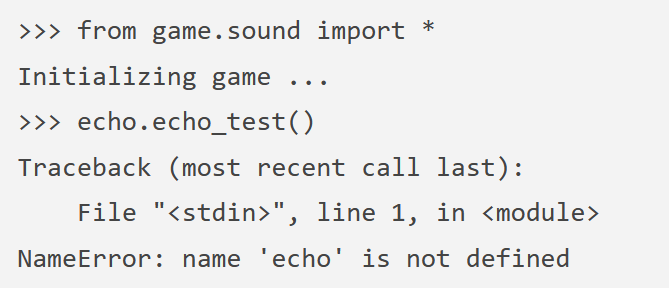 >>> from game.sound import *
Initializing game ...
>>> echo.echo_test()
Traceback (most recent call last):
    File "<stdin>", line 1, in <module>
NameError: name 'echo' is not defined